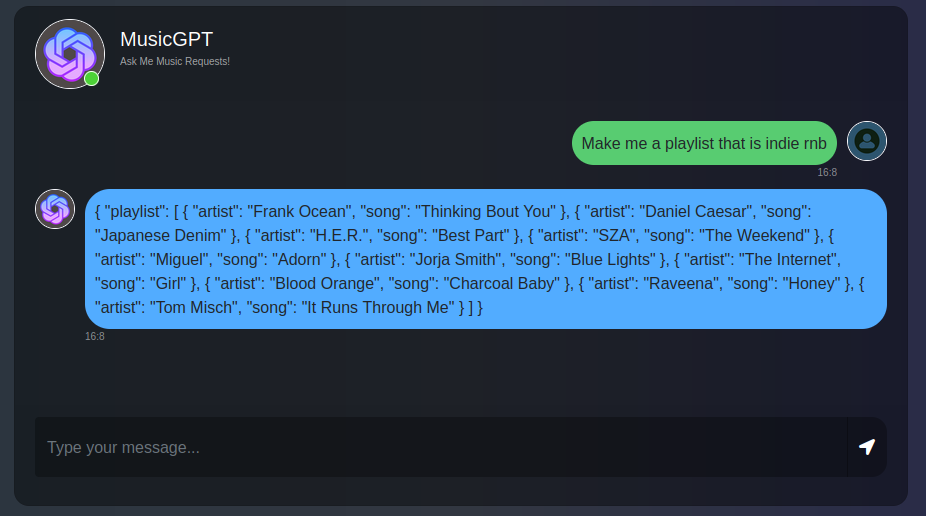 MusicGPT
Ask Me Music Requests!
Make me a playlist that is indie rnb
16:8
{ "playlist": [ { "artist": "Frank Ocean", "song": "Thinking Bout You" }, { "artist": "Daniel Caesar", "song":
"Japanese Denim" }, { "artist": "H.E.R.", "song": "Best Part" }, { "artist": "SZA", "song": "The Weekend" }, {
"artist": "Miguel", "song": "Adorn" }, { "artist": "Jorja Smith", "song": "Blue Lights" }, { "artist": "The Internet",
"song": "Girl" }, { "artist": "Blood Orange", "song": "Charcoal Baby" }, { "artist": "Raveena", "song": "Honey" }, {
"artist": "Tom Misch", "song": "It Runs Through Me" } ] }
16:8
Type your message...